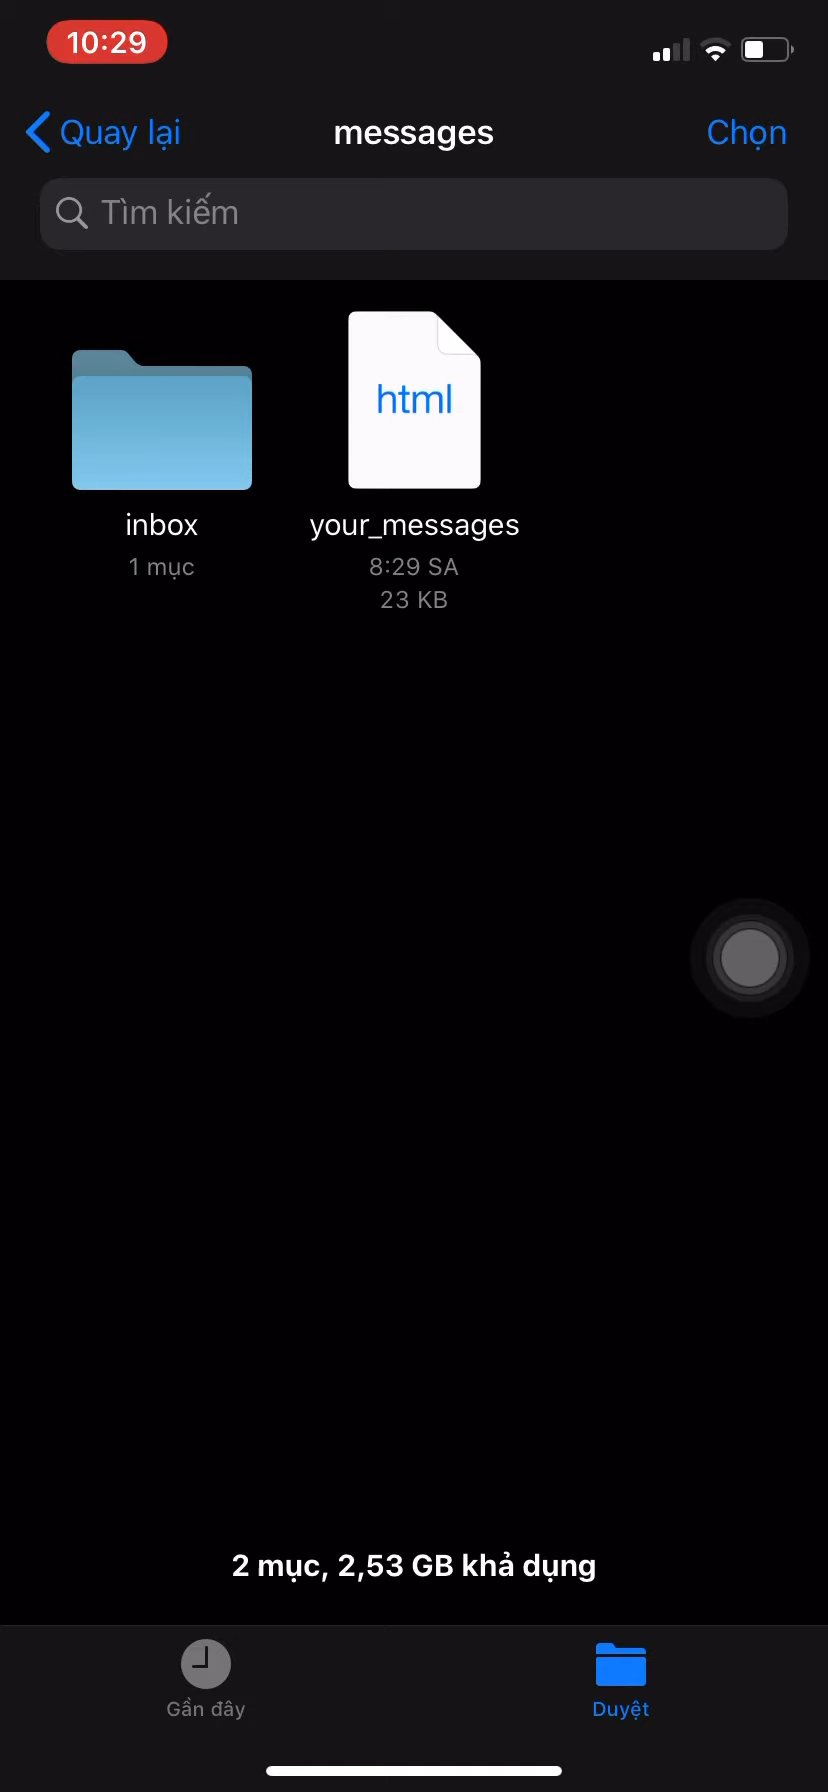 10:29
Quay lại
messages
Chọn
Tìm kiếm
html
inbox
1 mục
your_messages
8:29 SA
23 KB
2 mục, 2,53 GB khả dụng
Gần đây
Duyệt